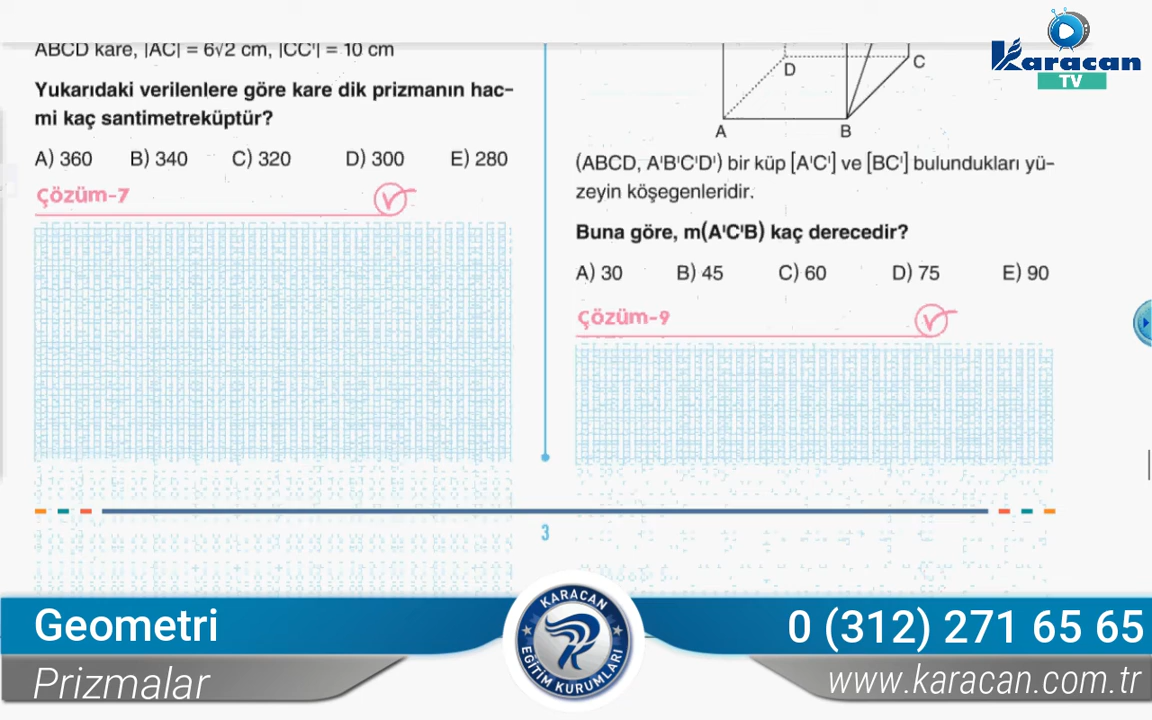 ABCD kare, |AC| = 6√2 cm, |CC'| = 10 cm
Yukarıdaki verilenlere göre kare dik prizmanın hac-
mi kaç santimetreküptür?
A) 360 B) 340 C) 320 D) 300 E) 280
Çözüm-7
D
C
A
B
(ABCD, A'B'C'D') bir küp [A'C'] ve [BC'] bulundukları yü-
zeyin köşegenleridir.
Buna göre, m(A'C'B) kaç derecedir?
A) 30 B) 45 C) 60 D) 75 E) 90
Çözüm-9
3
Karacan
TV
Geometri
Prizmalar
KARACAN
EĞİTİM KURUMLARI
0 (312) 271 65 65
www.karacan.com.tr